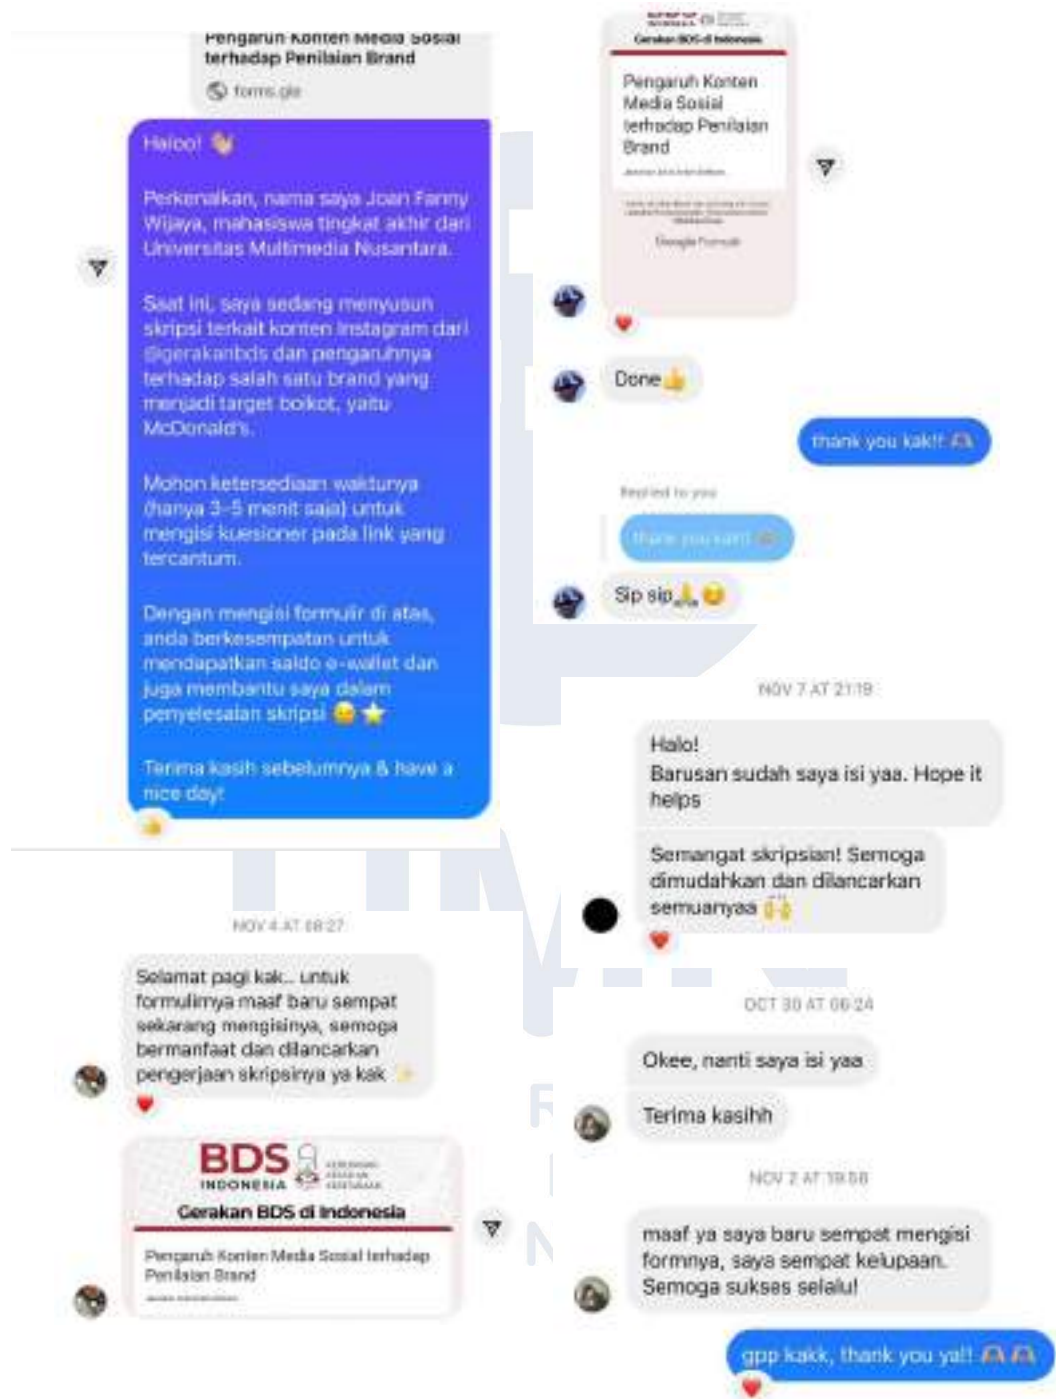 Pengaruh Konten Media Sosial
terhadap Penilaian Brand
forms.gle
Haloo! 👋
Perkenalkan, nama saya Joan Fanny
Wijaya, mahasiswa tingkat akhir dari
Universitas Multimedia Nusantara.
Saat ini, saya sedang menyusun
skripsi terkait konten Instagram dari
@gerakanbds dan pengaruhnya
terhadap salah satu brand yang
menjadi target boikot, yaitu
McDonald's.
Mohon ketersediaan waktunya
(hanya 3-5 menit saja) untuk
mengisi kuesioner pada link yang
tercantum.
Dengan mengisi formulir di atas,
anda berkesempatan untuk
mendapatkan saldo e-wallet dan
juga membantu saya dalam
penyelesaian skripsi
Terima kasih sebelumnya & have a
nice day!
NOV 4 AT 08:27
Selamat pagi kak.. untuk
formulirnya maaf baru sempat
sekarang mengisinya, semoga
bermanfaat dan dilancarkan
pengerjaan skripsinya ya kak ✨
BDS
INDONESIA
Gerakan BDS di Indonesia
Pengaruh Konten Media Sosial terhadap
Penilaian Brand
INDONESIA
Gerakan BDS di Indonesia
Pengaruh Konten
Media Sosial
terhadap Penilaian
Brand
Google Formulir
Done👍
thank you kak!!
Replied to you
thank you kak!!
Sip sip🙏😊
NOV 7 AT 21:19
Halo!
Barusan sudah saya isi yaa. Hope it
helps
Semangat skripsian! Semoga
dimudahkan dan dilancarkan
semuanyaa 🙌
OCT 30 AT 06:24
Okee, nanti saya isi yaa
Terima kasihh
NOV 2 AT 19:58
maaf ya saya baru sempat mengisi
formnya, saya sempat kelupaan.
Semoga sukses selalu!
gpp kakk, thank you ya!!